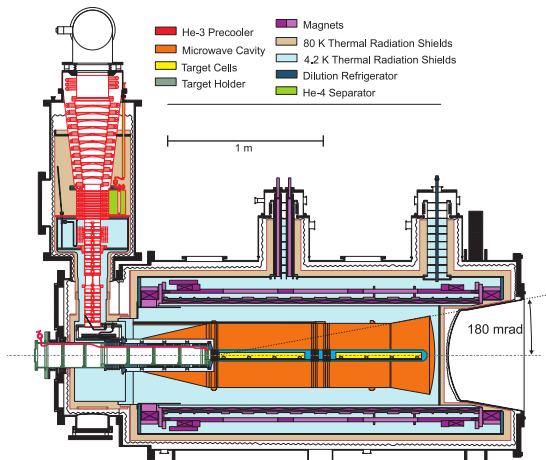 He-3 Precooler
Microwave Cavity
Target Cells
Target Holder
Magnets
80 K Thermal Radiation Shields
4.2 K Thermal Radiation Shields
Dilution Refrigerator
He-4 Separator
1 m
180 mrad